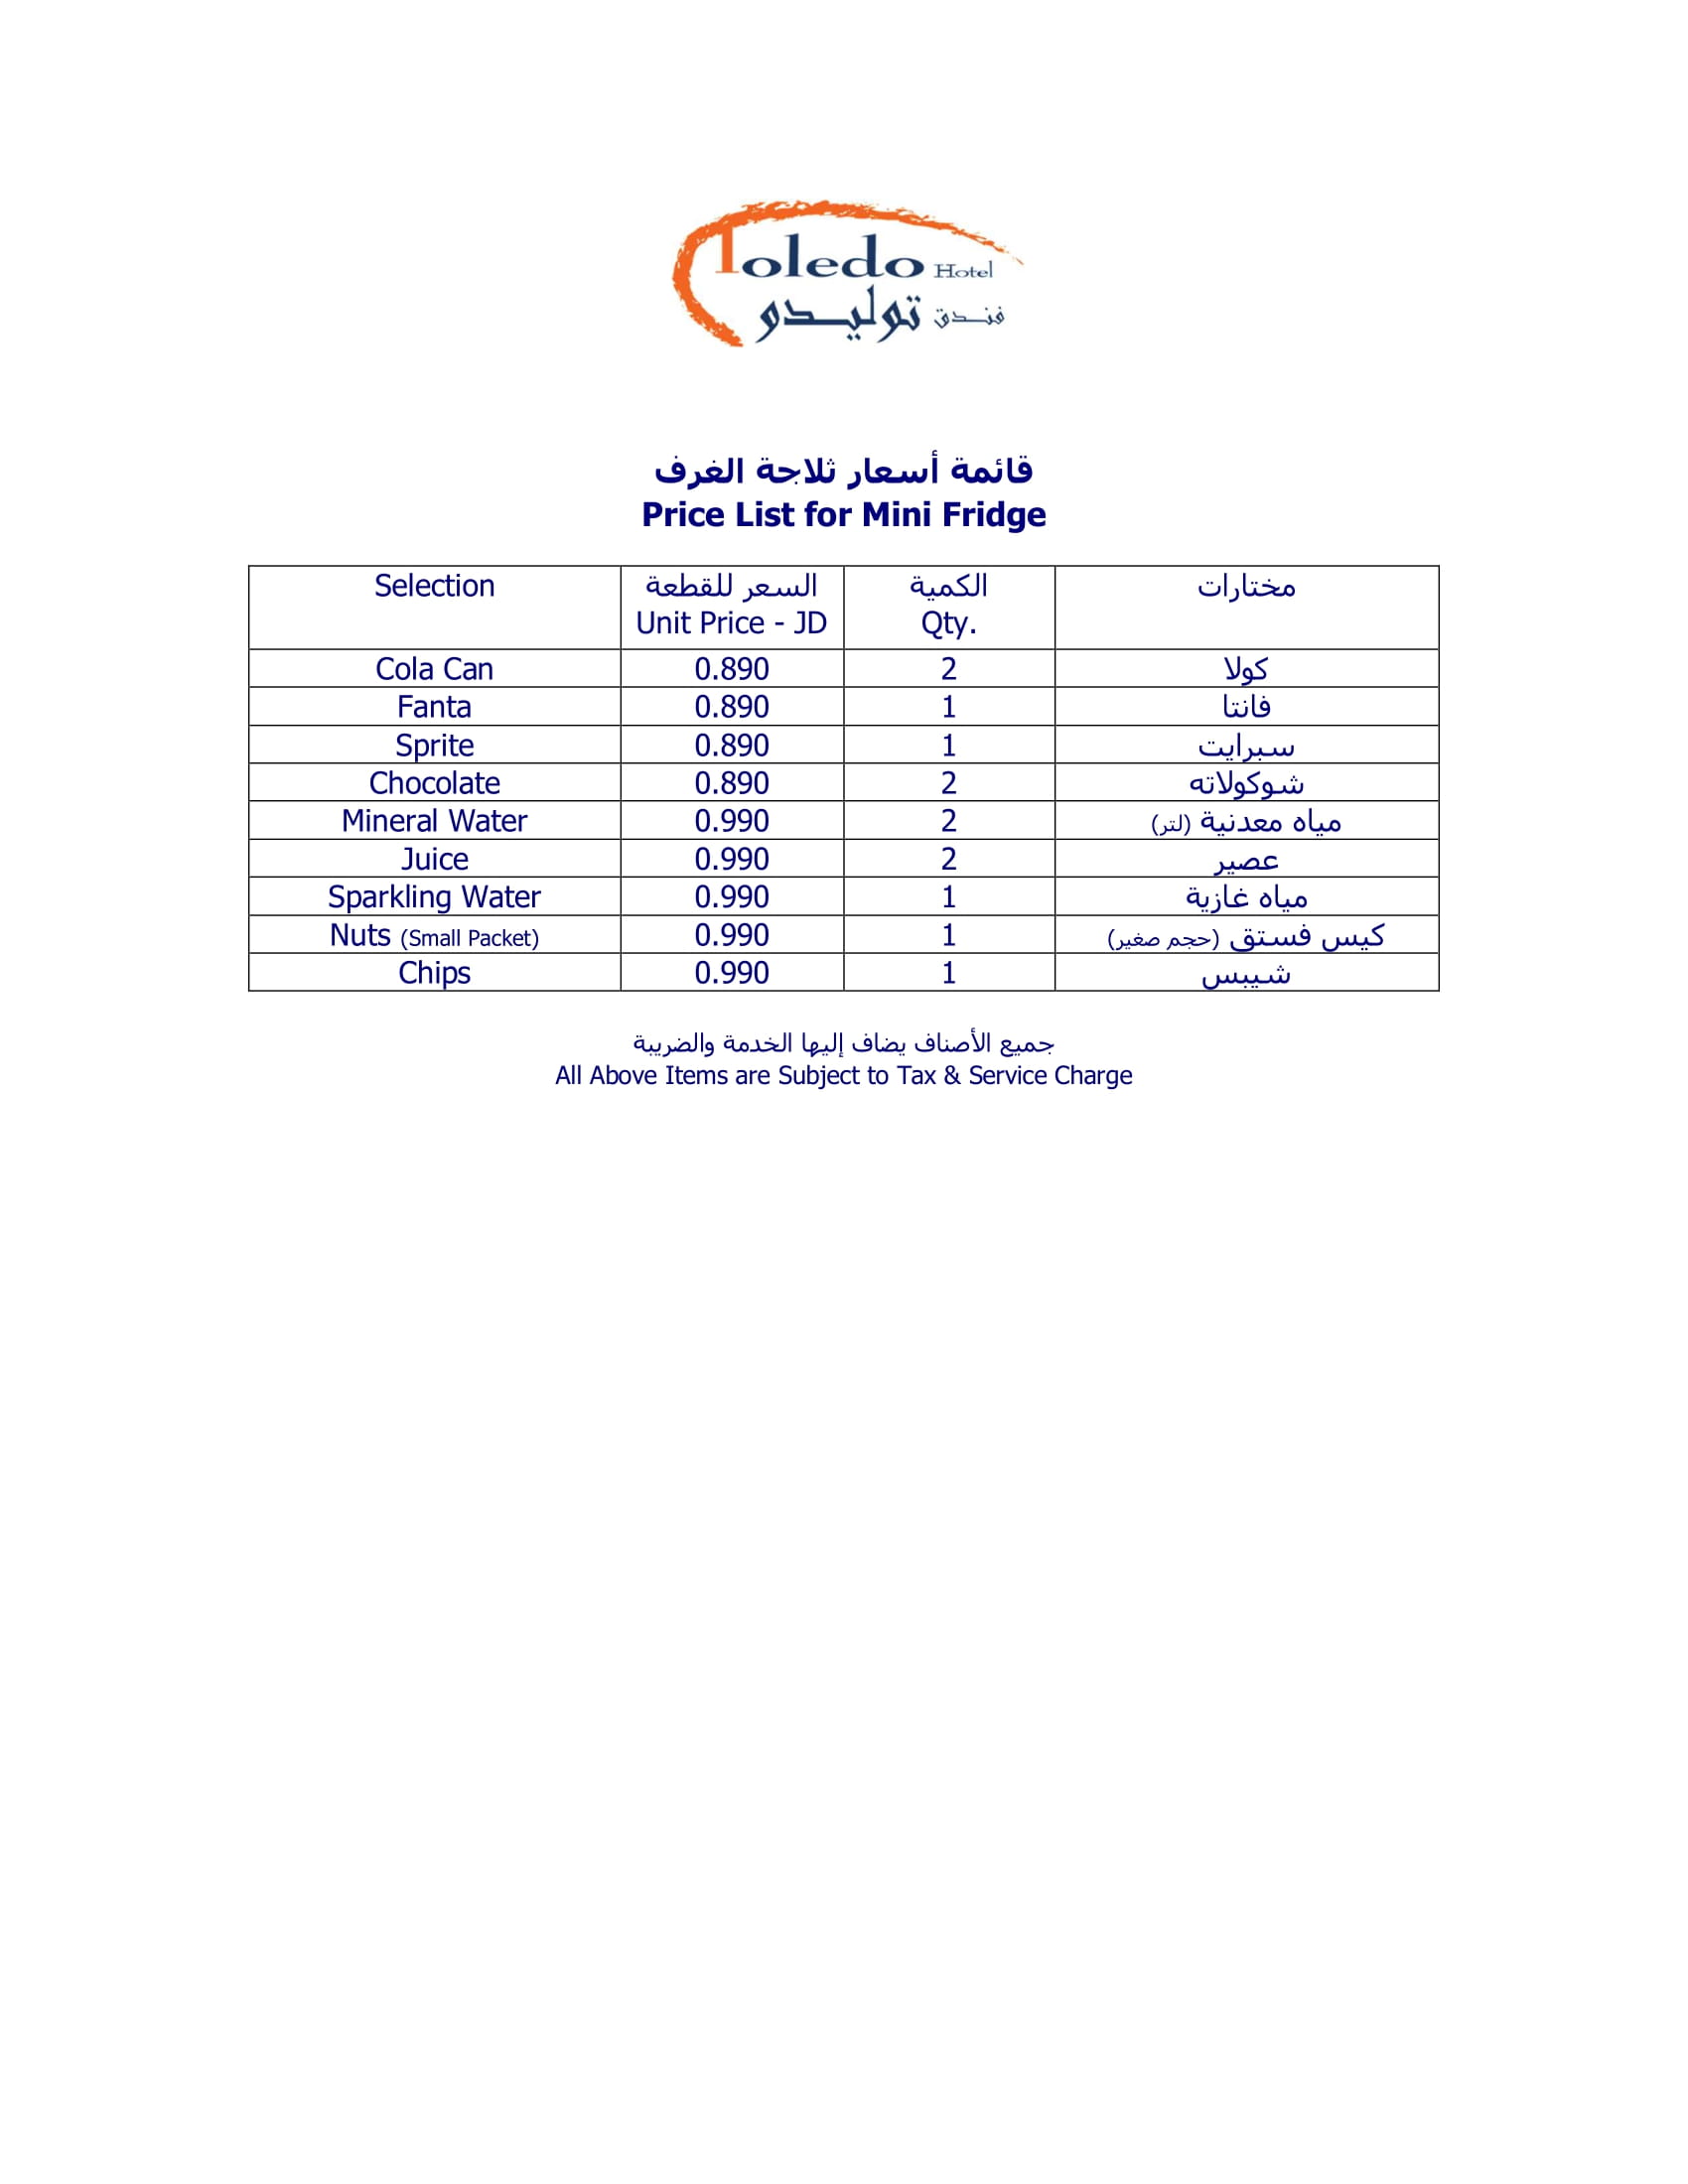 Toledo Hotel
فندق توليدو
قائمة أسعار ثلاجة الغرف
Price List for Mini Fridge
Selection السعر للقطعة الكمية مختارات
Unit Price - JD Qty.
Cola Can 0.890 2 كولا
Fanta 0.890 1 فانتا
Sprite 0.890 1 سبرايت
Chocolate 0.890 2 شوكولاته
Mineral Water 0.990 2 مياه معدنية (لتر)
Juice 0.990 2 عصير
Sparkling Water 0.990 1 مياه غازية
Nuts (Small Packet) 0.990 1 كيس فستق (حجم صغير)
Chips 0.990 1 شيبس
جميع الأصناف يضاف إليها الخدمة والضريبة
All Above Items are Subject to Tax & Service Charge